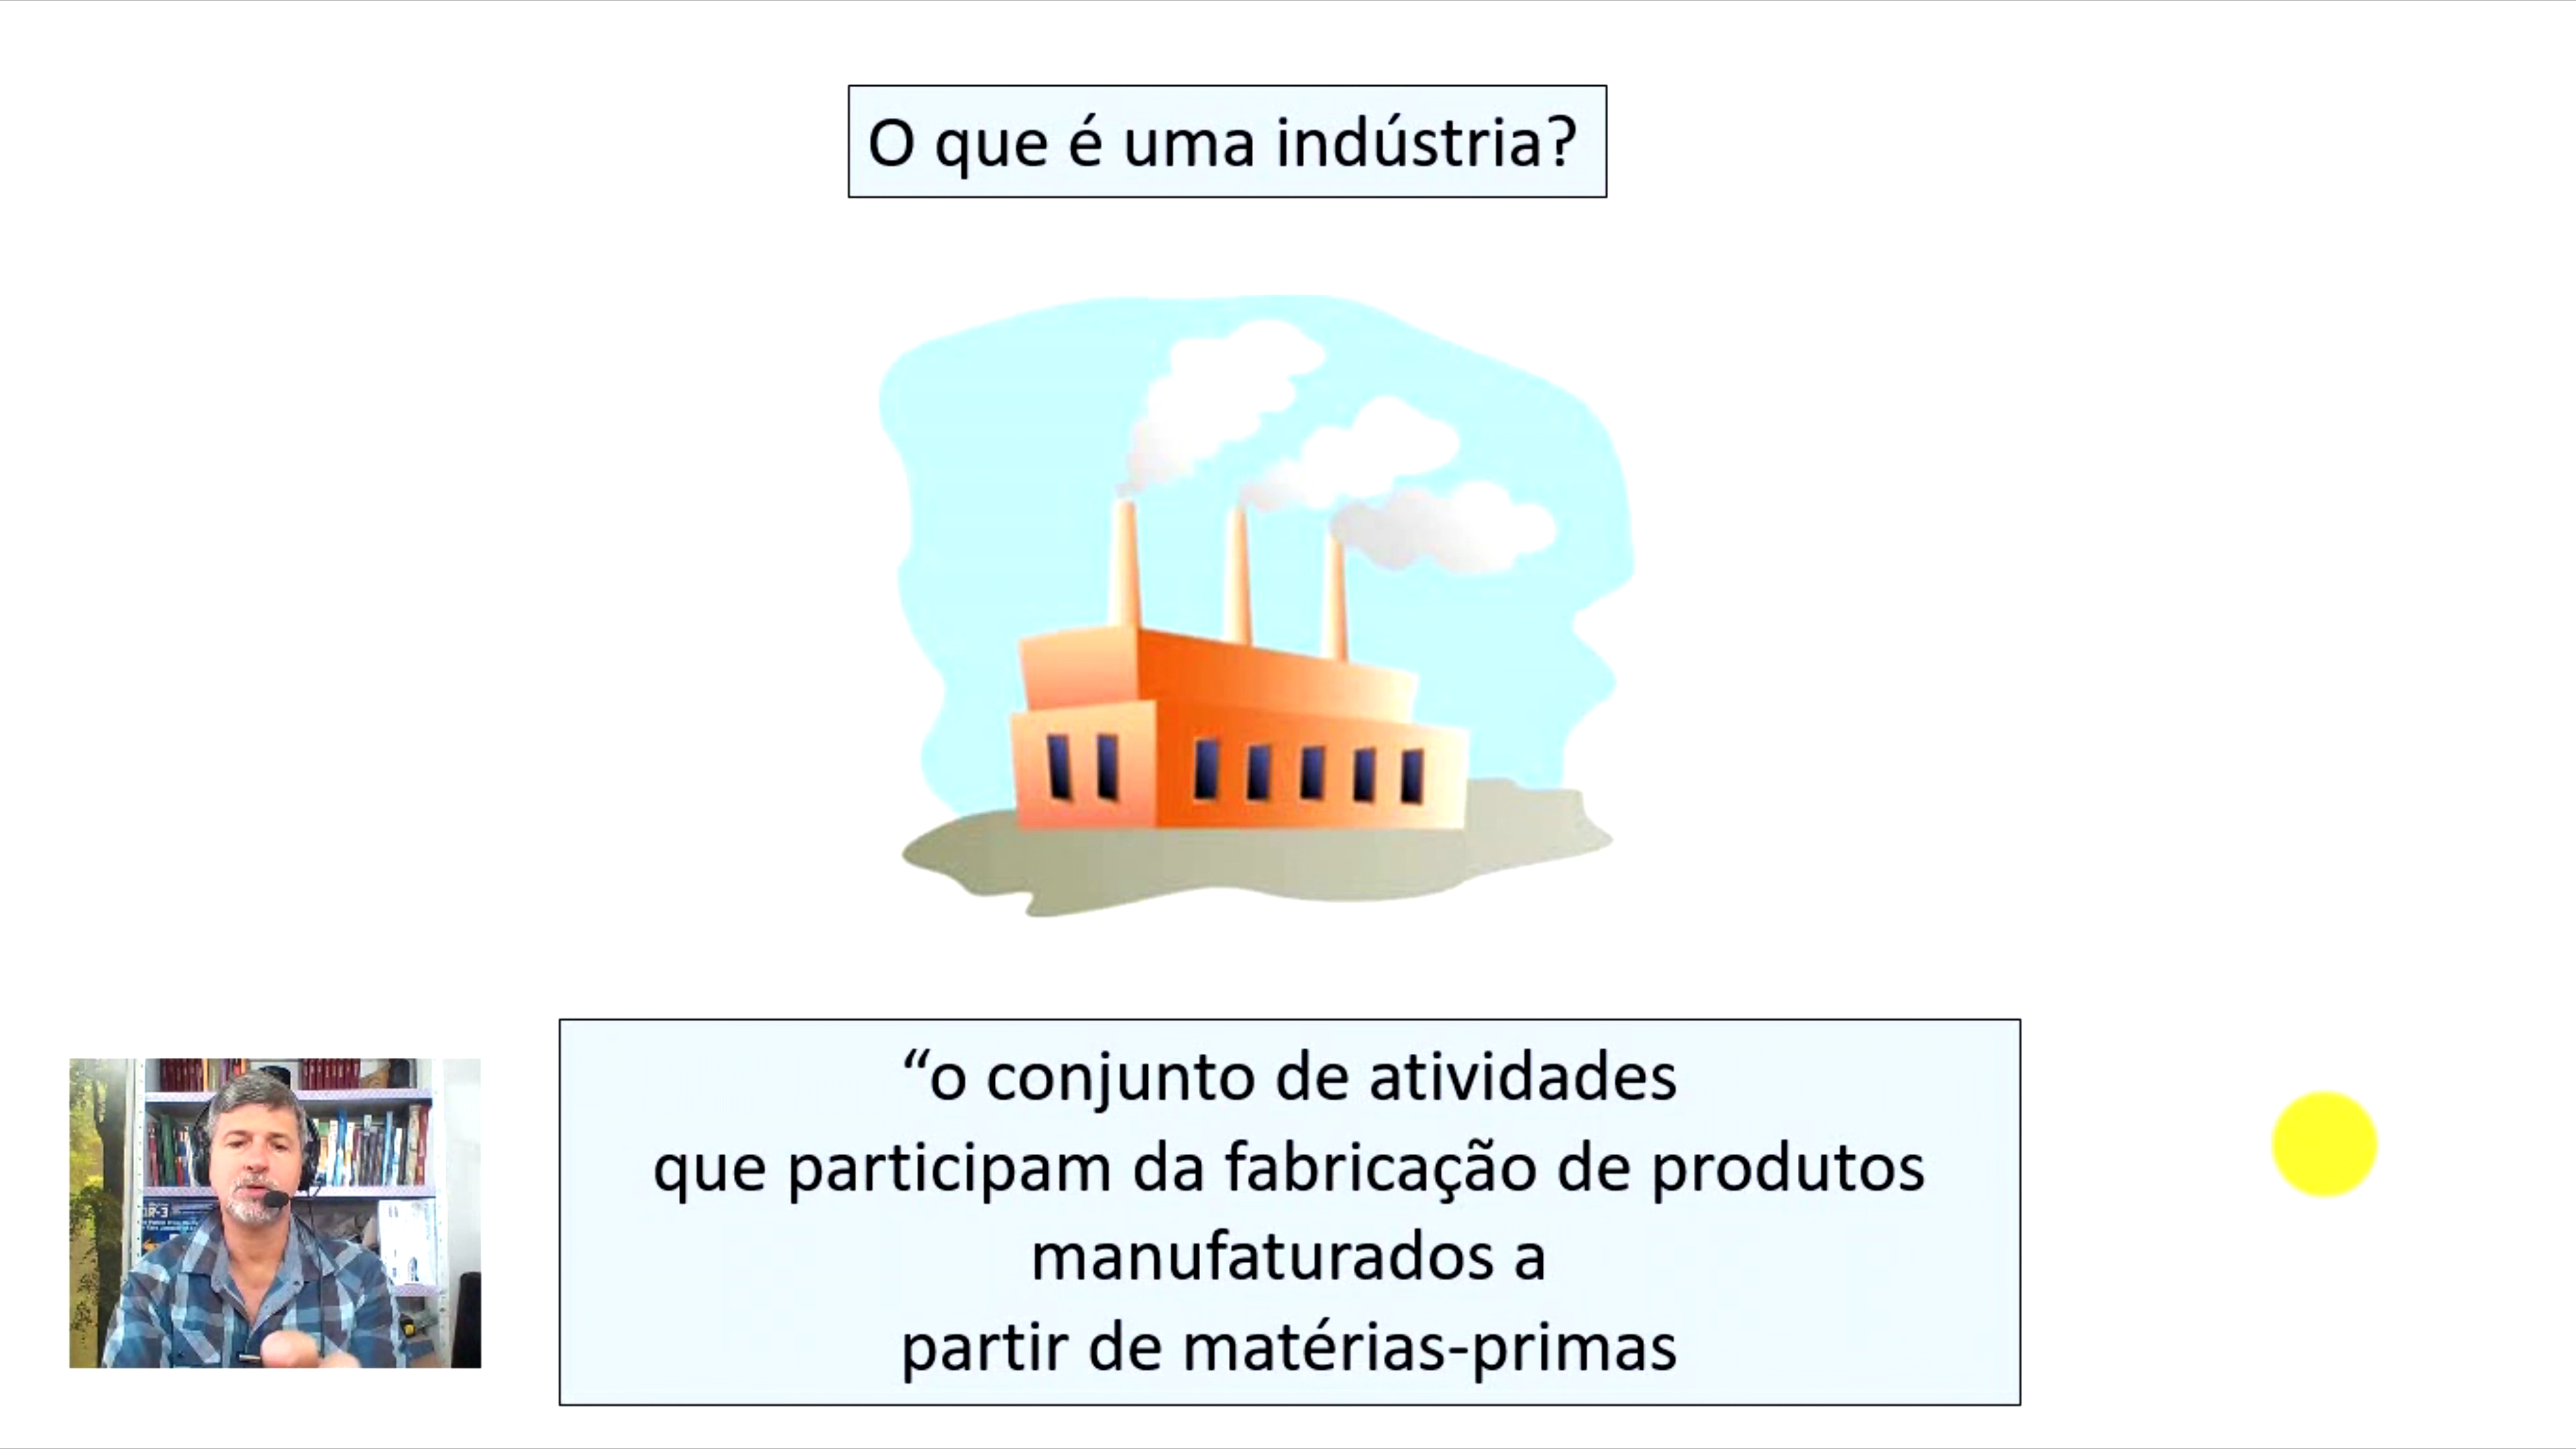 O que é uma indústria?
“o conjunto de atividades
que participam da fabricação de produtos
manufaturados a
partir de matérias-primas